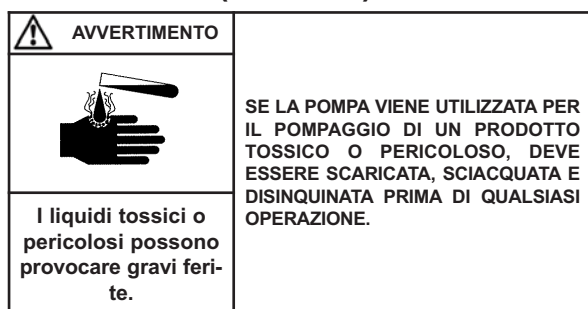 AVVERTIMENTO
I liquidi tossici o
pericolosi possono
provocare gravi feri-
te.
SE LA POMPA VIENE UTILIZZATA PER
IL POMPAGGIO DI UN PRODOTTO
TOSSICO O PERICOLOSO, DEVE
ESSERE SCARICATA, SCIACQUATA E
DISINQUINATA PRIMA DI QUALSIASI
OPERAZIONE.